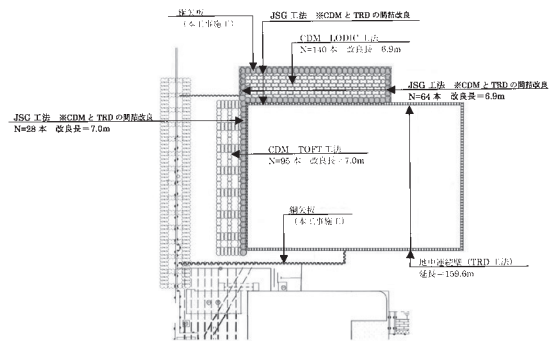 鋼矢板
(本工事施工)
JSG 工法 ※CDM と TRD の間詰改良
CDM LODIC 工法
N=140 本 改良長=6.9m
JSG 工法 ※CDM と TRD の間詰改良
N=64 本 改良長=6.9m
JSG 工法 ※CDM と TRD の間詰改良
N=28 本 改良長=7.0m
CDM TOFT 工法
N=95 本 改良長=7.0m
鋼矢板
(本工事施工)
地中連続壁 (TRD 工法)
延長=159.6m